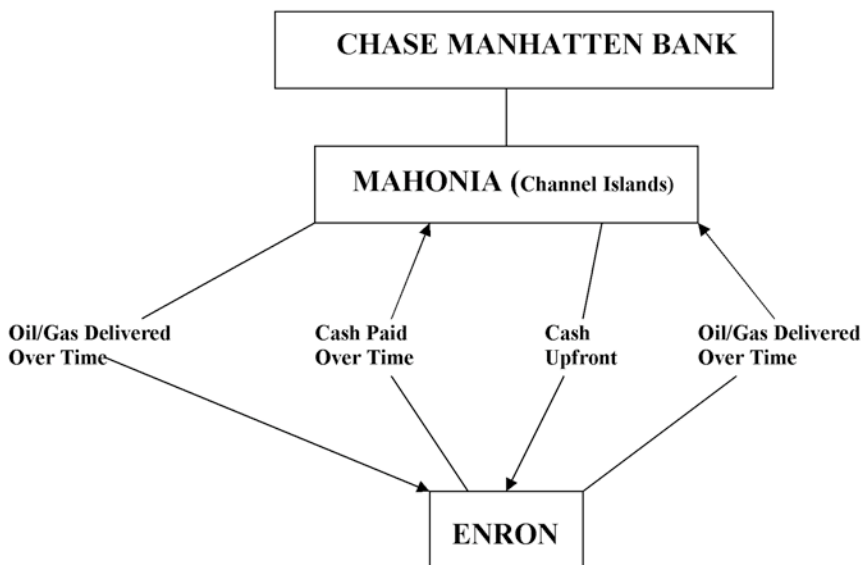 CHASE MANHATTEN BANK
MAHONIA (Channel Islands)
Oil/Gas Delivered
Over Time
Cash Paid
Over Time
Cash
Upfront
Oil/Gas Delivered
Over Time
ENRON